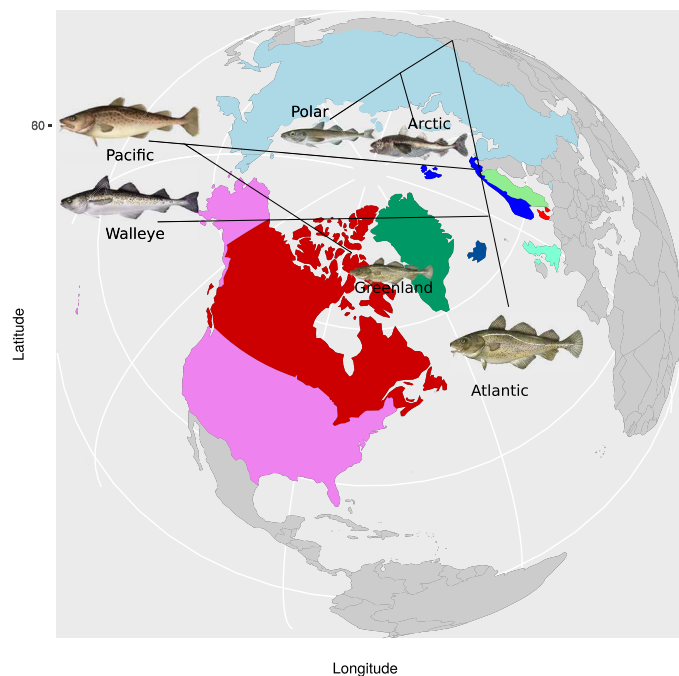 Polar
80
Arctic
Pacific
Walleye
Greenland
Latitude
Atlantic
Longitude